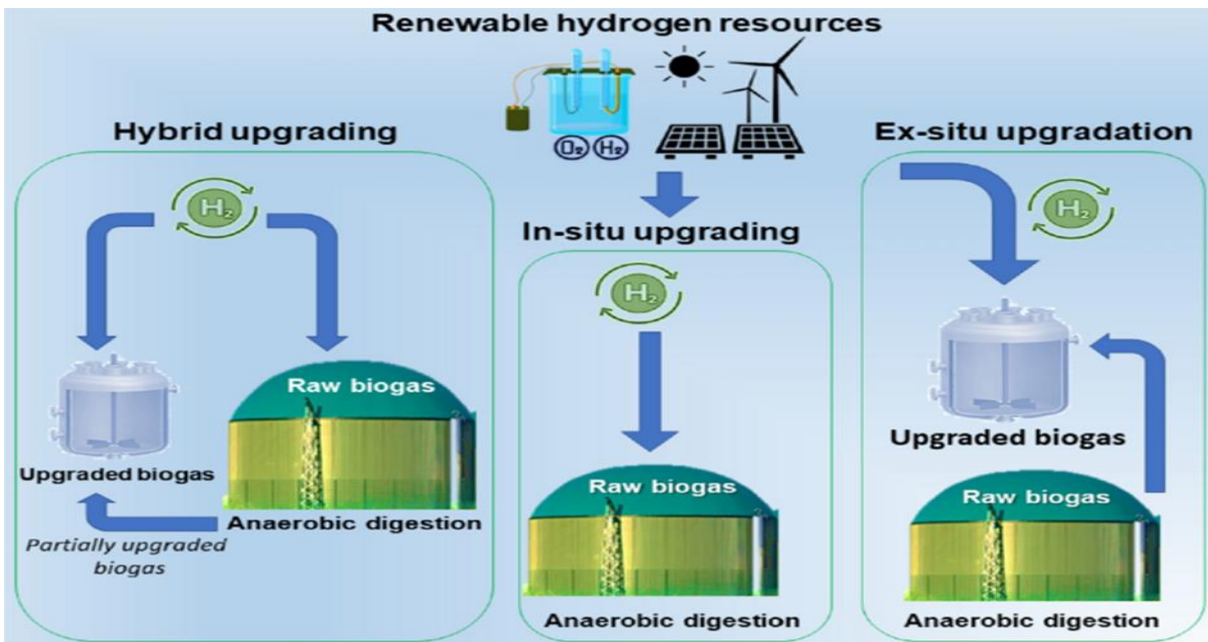 Renewable hydrogen resources
O₂ H₂
Hybrid upgrading
H₂
Raw biogas
Upgraded biogas
Anaerobic digestion
Partially upgraded
biogas
In-situ upgrading
H₂
Raw biogas
Anaerobic digestion
Ex-situ upgradation
H₂
Upgraded biogas
Raw biogas
Anaerobic digestion